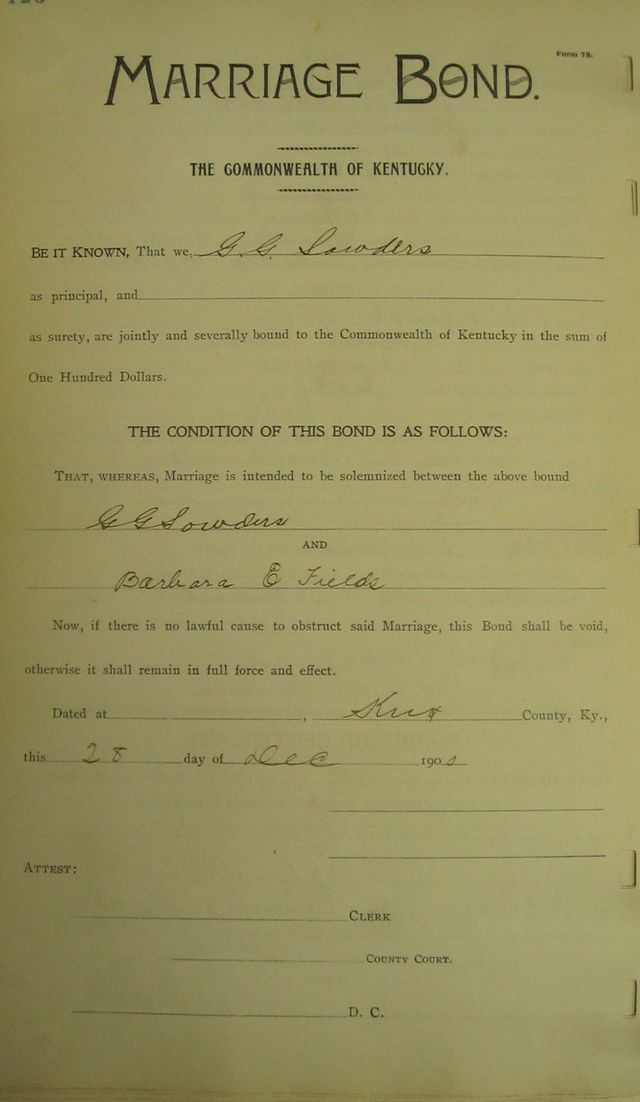 Form 78.
MARRIAGE BOND.
THE COMMONWEALTH OF KENTUCKY.
BE IT KNOWN, That we, G. G. Sowders
as principal, and
as surety, are jointly and severally bound to the Commonwealth of Kentucky in the sum of
One Hundred Dollars.
THE CONDITION OF THIS BOND IS AS FOLLOWS:
THAT, WHEREAS, Marriage is intended to be solemnized between the above bound
G G Sowders
AND
Barbara E Fields
Now, if there is no lawful cause to obstruct said Marriage, this Bond shall be void,
otherwise it shall remain in full force and effect.
Dated at , Knox County, Ky.,
this 28 day of Dec 190
ATTEST:
CLERK
COUNTY COURT.
D. C.